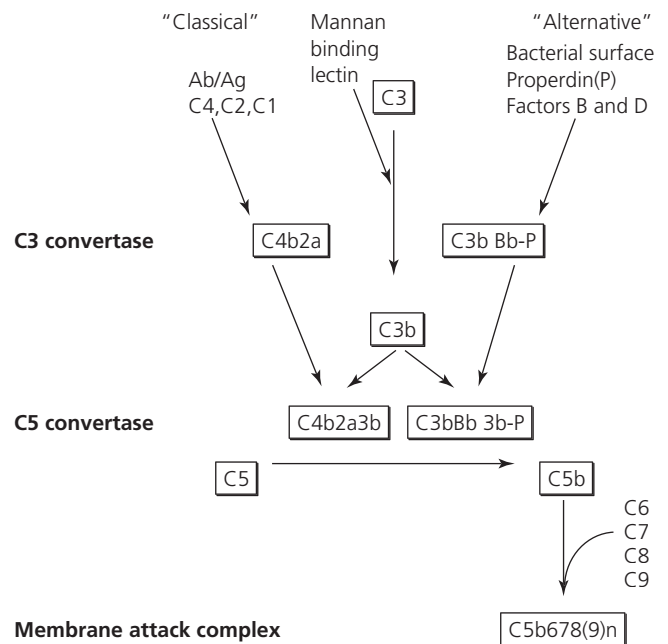 “Classical”
Ab/Ag
C4,C2,C1
Mannan
binding
lectin
C3
“Alternative”
Bacterial surface
Properdin(P)
Factors B and D
C3 convertase
C4b2a
C3b Bb-P
C3b
C5 convertase
C4b2a3b
C3bBb 3b-P
C5
C5b
C6
C7
C8
C9
Membrane attack complex
C5b678(9)n